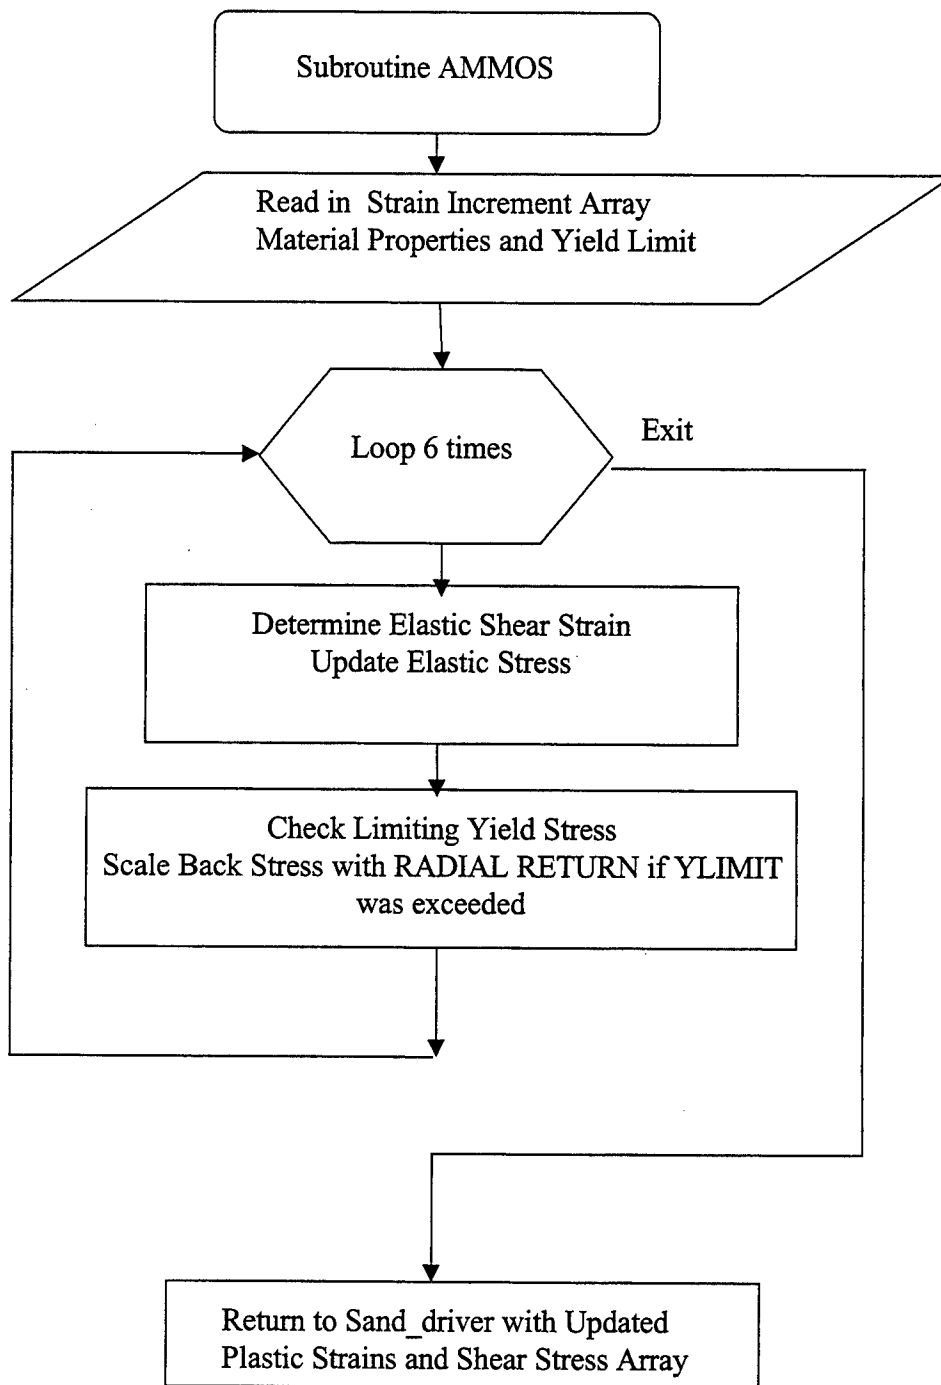 Subroutine AMMOS
Read in Strain Increment Array
Material Properties and Yield Limit
Loop 6 times
Exit
Determine Elastic Shear Strain
Update Elastic Stress
Check Limiting Yield Stress
Scale Back Stress with RADIAL RETURN if YLIMIT
was exceeded
Return to Sand_driver with Updated
Plastic Strains and Shear Stress Array